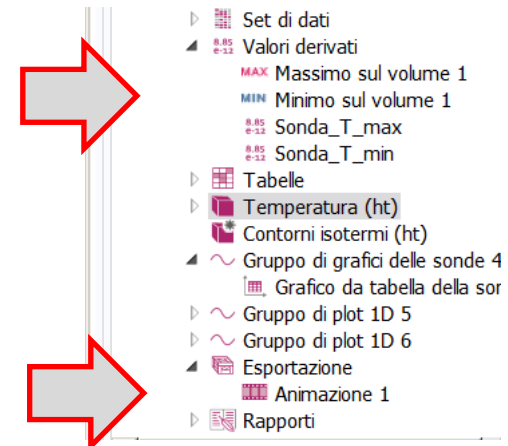 Set di dati
8.85 e-12 Valori derivati
MAX Massimo sul volume 1
MIN Minimo sul volume 1
8.85 e-12 Sonda_T_max
8.85 e-12 Sonda_T_min
Tabelle
Temperatura (ht)
Contorni isotermi (ht)
Gruppo di grafici delle sonde 4
Grafico da tabella della sor
Gruppo di plot 1D 5
Gruppo di plot 1D 6
Esportazione
Animazione 1
Rapporti